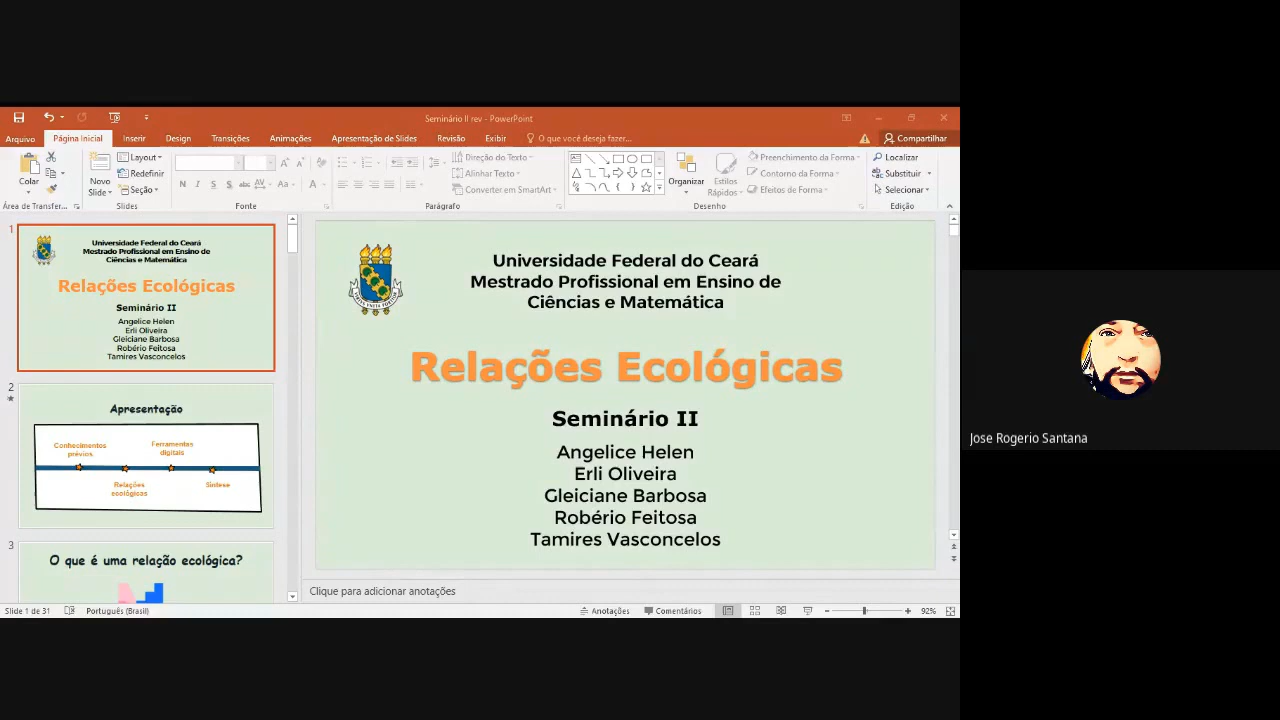 Seminário II rev - PowerPoint
Arquivo
Página Inicial
Inserir
Design
Transições
Animações
Apresentação de Slides
Revisão
Exibir
O que você deseja fazer...
Compartilhar
Colar
Novo
Slide
Layout
Redefinir
Seção
N I S S abc AV Aa A
Direção do Texto
Alinhar Texto
Converter em SmartArt
Organizar
Estilos
Rápidos
Preenchimento da Forma
Contorno da Forma
Efeitos de Forma
Localizar
Substituir
Selecionar
Área de Transfer...
Slides
Fonte
Parágrafo
Desenho
Edição
1
Universidade Federal do Ceará
Mestrado Profissional em Ensino de
Ciências e Matemática
Relações Ecológicas
Seminário II
Angelice Helen
Erli Oliveira
Gleiciane Barbosa
Robério Feitosa
Tamires Vasconcelos
2
Apresentação
Conhecimentos
prévios.
Ferramentas
digitais
Relações
ecológicas
Síntese
3
O que é uma relação ecológica?
Universidade Federal do Ceará
Mestrado Profissional em Ensino de
Ciências e Matemática
Relações Ecológicas
Seminário II
Angelice Helen
Erli Oliveira
Gleiciane Barbosa
Robério Feitosa
Tamires Vasconcelos
Clique para adicionar anotações
Slide 1 de 31
Português (Brasil)
Anotações
Comentários
92%
Jose Rogerio Santana